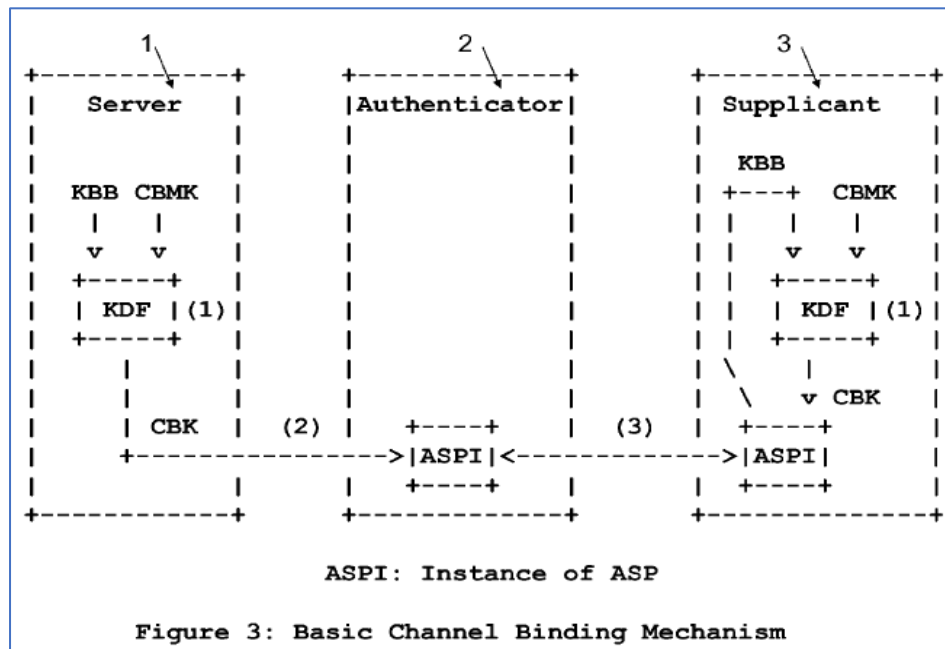 1 2 3
Server Authenticator Supplicant
KBB
KBB CBMK CBMK
v v v v
KDF (1) KDF (1)
v CBK
CBK (2) (3)
ASPI ASPI
ASPI: Instance of ASP
Figure 3: Basic Channel Binding Mechanism